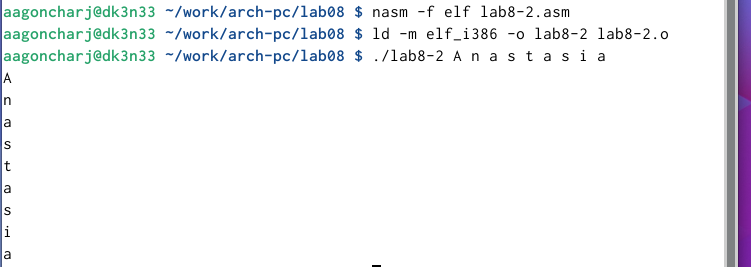 aagoncharj@dk3n33 ~/work/arch-pc/lab08 $ nasm -f elf lab8-2.asm
aagoncharj@dk3n33 ~/work/arch-pc/lab08 $ ld -m elf_i386 -o lab8-2 lab8-2.o
aagoncharj@dk3n33 ~/work/arch-pc/lab08 $ ./lab8-2 A n a s t a s i a
A
n
a
s
t
a
s
i
a